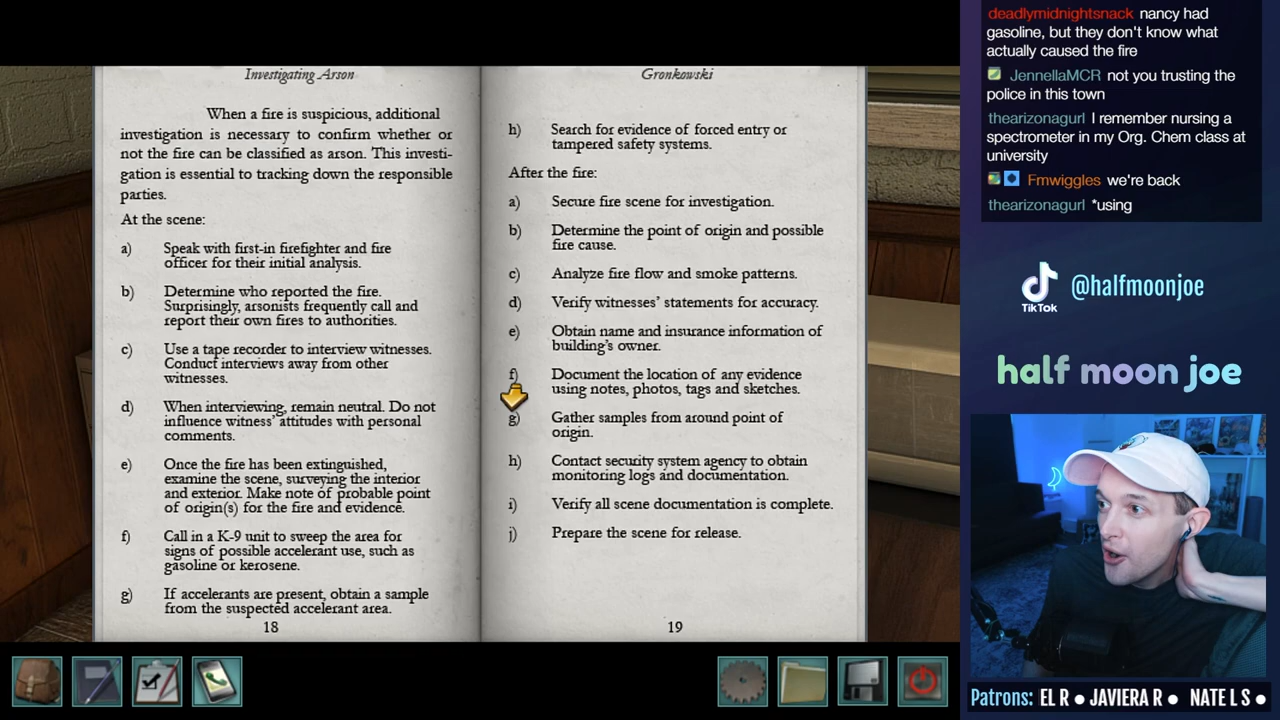 Investigating Arson
When a fire is suspicious, additional
investigation is necessary to confirm whether or
not the fire can be classified as arson. This investi-
gation is essential to tracking down the responsible
parties.
At the scene:
a) Speak with first-in firefighter and fire
officer for their initial analysis.
b) Determine who reported the fire.
Surprisingly, arsonists frequently call and
report their own fires to authorities.
c) Use a tape recorder to interview witnesses.
Conduct interviews away from other
witnesses.
d) When interviewing, remain neutral. Do not
influence witness' attitudes with personal
comments.
e) Once the fire has been extinguished,
examine the scene, surveying the interior
and exterior. Make note of probable point
of origin(s) for the fire and evidence.
f) Call in a K-9 unit to sweep the area for
signs of possible accelerant use, such as
gasoline or kerosene.
g) If accelerants are present, obtain a sample
from the suspected accelerant area.
18
Gronkowski
h) Search for evidence of forced entry or
tampered safety systems.
After the fire:
a) Secure fire scene for investigation.
b) Determine the point of origin and possible
fire cause.
c) Analyze fire flow and smoke patterns.
d) Verify witnesses' statements for accuracy.
e) Obtain name and insurance information of
building's owner.
f) Document the location of any evidence
using notes, photos, tags and sketches.
g) Gather samples from around point of
origin.
h) Contact security system agency to obtain
monitoring logs and documentation.
i) Verify all scene documentation is complete.
j) Prepare the scene for release.
19
deadlymidnightsnack nancy had
gasoline, but they don't know what
actually caused the fire
JennellaMCR not you trusting the
police in this town
thearizonagurl I remember nursing a
spectrometer in my Org. Chem class at
university
Fmwiggles we're back
thearizonagurl *using
TikTok
@halfmoonjoe
half moon joe
Patrons: EL R ● JAVIERA R ● NATE L S ●